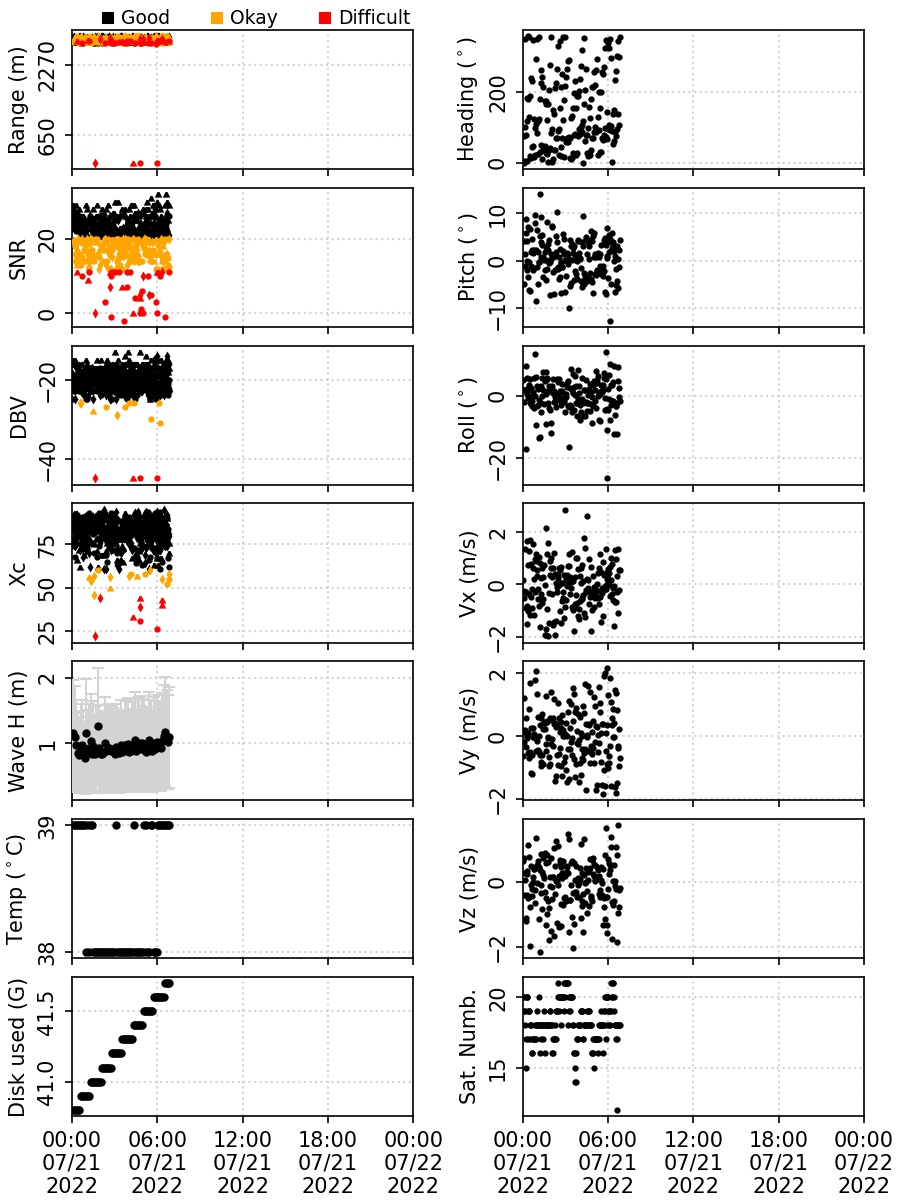 Good Okay Difficult
Range (m)
2270
650
Heading (°)
200
0
SNR
20
0
Pitch (°)
10
0
−10
DBV
−20
−40
Roll (°)
0
−20
Xc
75
50
25
Vx (m/s)
2
0
−2
Wave H (m)
2
1
Vy (m/s)
2
0
−2
Temp (°C)
39
38
Vz (m/s)
0
−2
Disk used (G)
41.5
41.0
Sat. Numb.
20
15
00:00 06:00 12:00 18:00 00:00 00:00 06:00 12:00 18:00 00:00
07/21 07/21 07/21 07/21 07/22 07/21 07/21 07/21 07/21 07/22
2022 2022 2022 2022 2022 2022 2022 2022 2022 2022